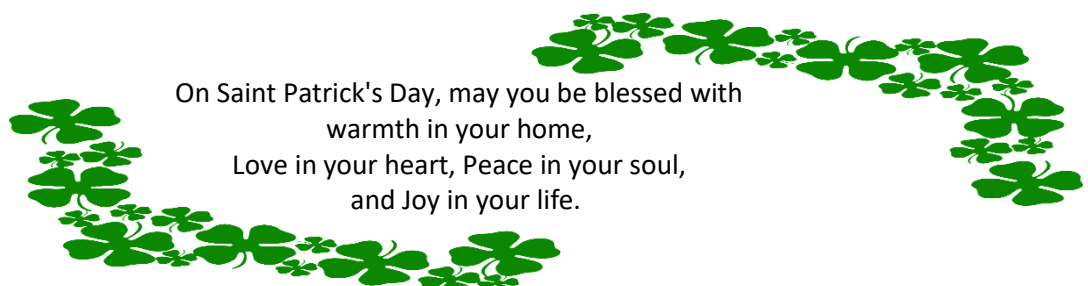 On Saint Patrick's Day, may you be blessed with
warmth in your home,
Love in your heart, Peace in your soul,
and Joy in your life.